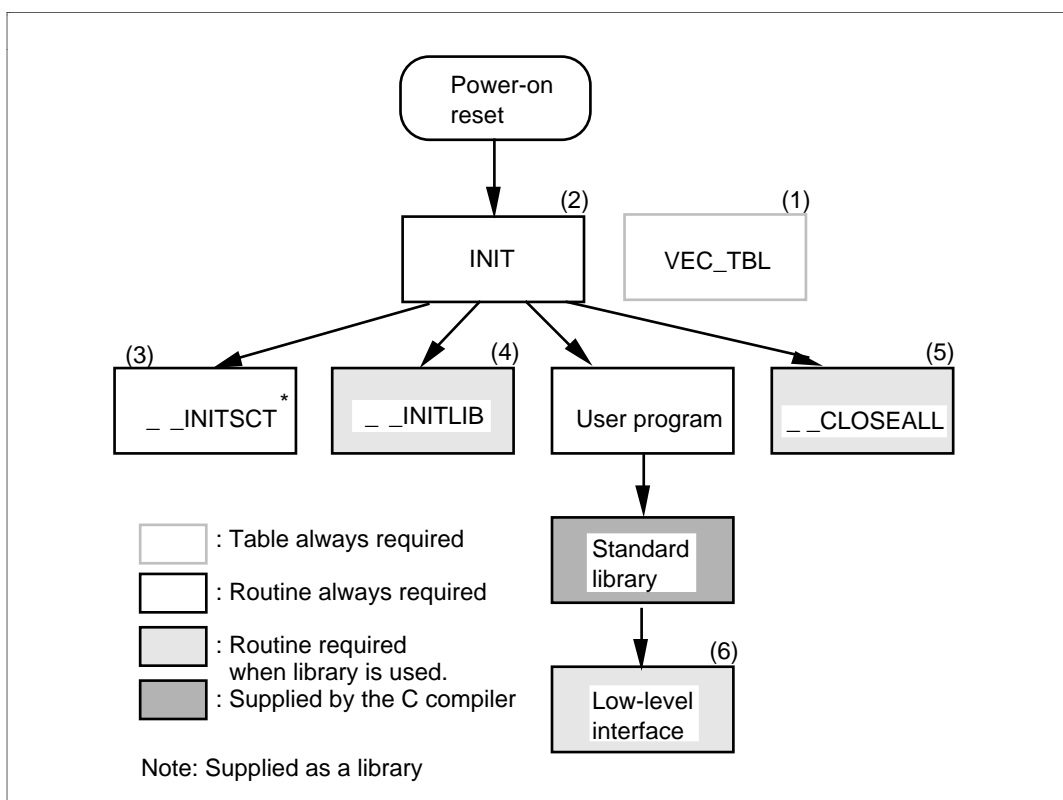 Power-on
reset
(2)
INIT
(1)
VEC_TBL
(3)
_ _INITSCT *
(4)
_ _INITLIB
User program
(5)
_ _CLOSEALL
Standard
library
(6)
Low-level
interface
: Table always required
: Routine always required
: Routine required
when library is used.
: Supplied by the C compiler
Note: Supplied as a library